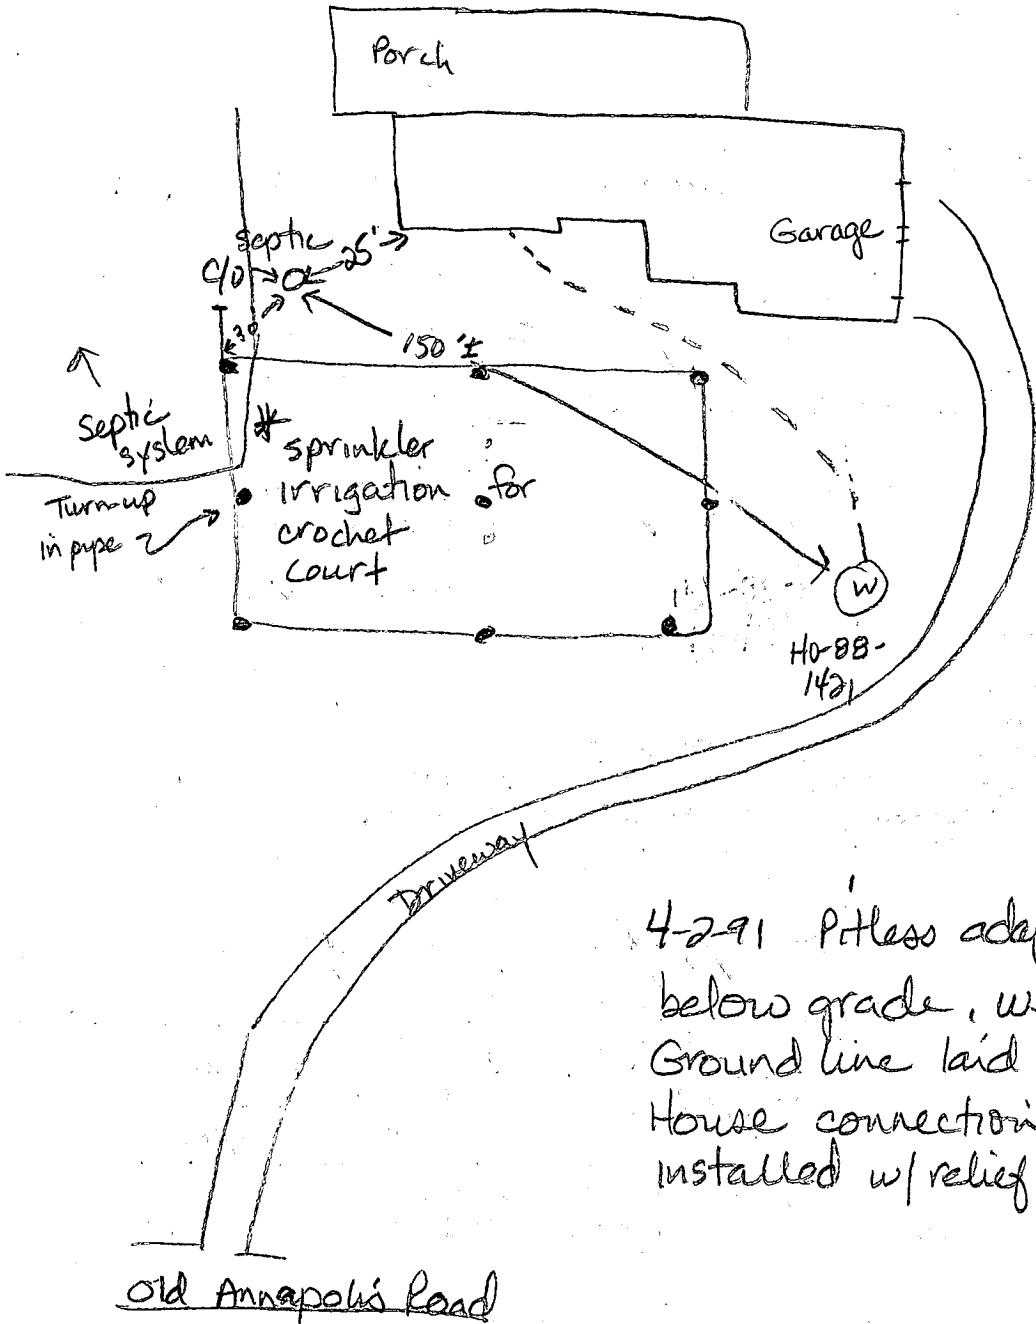 Porch
Garage
septic
C/O
25'
30
150'±
septic
system
Turn-up
in pipe
* sprinkler
irrigation for
crochet
court
W
HO-88-
1421
Driveway
4-2-91 Pitless
below grade,
Ground line laid
House connection
installed w/ relief
Old Annapolis Road